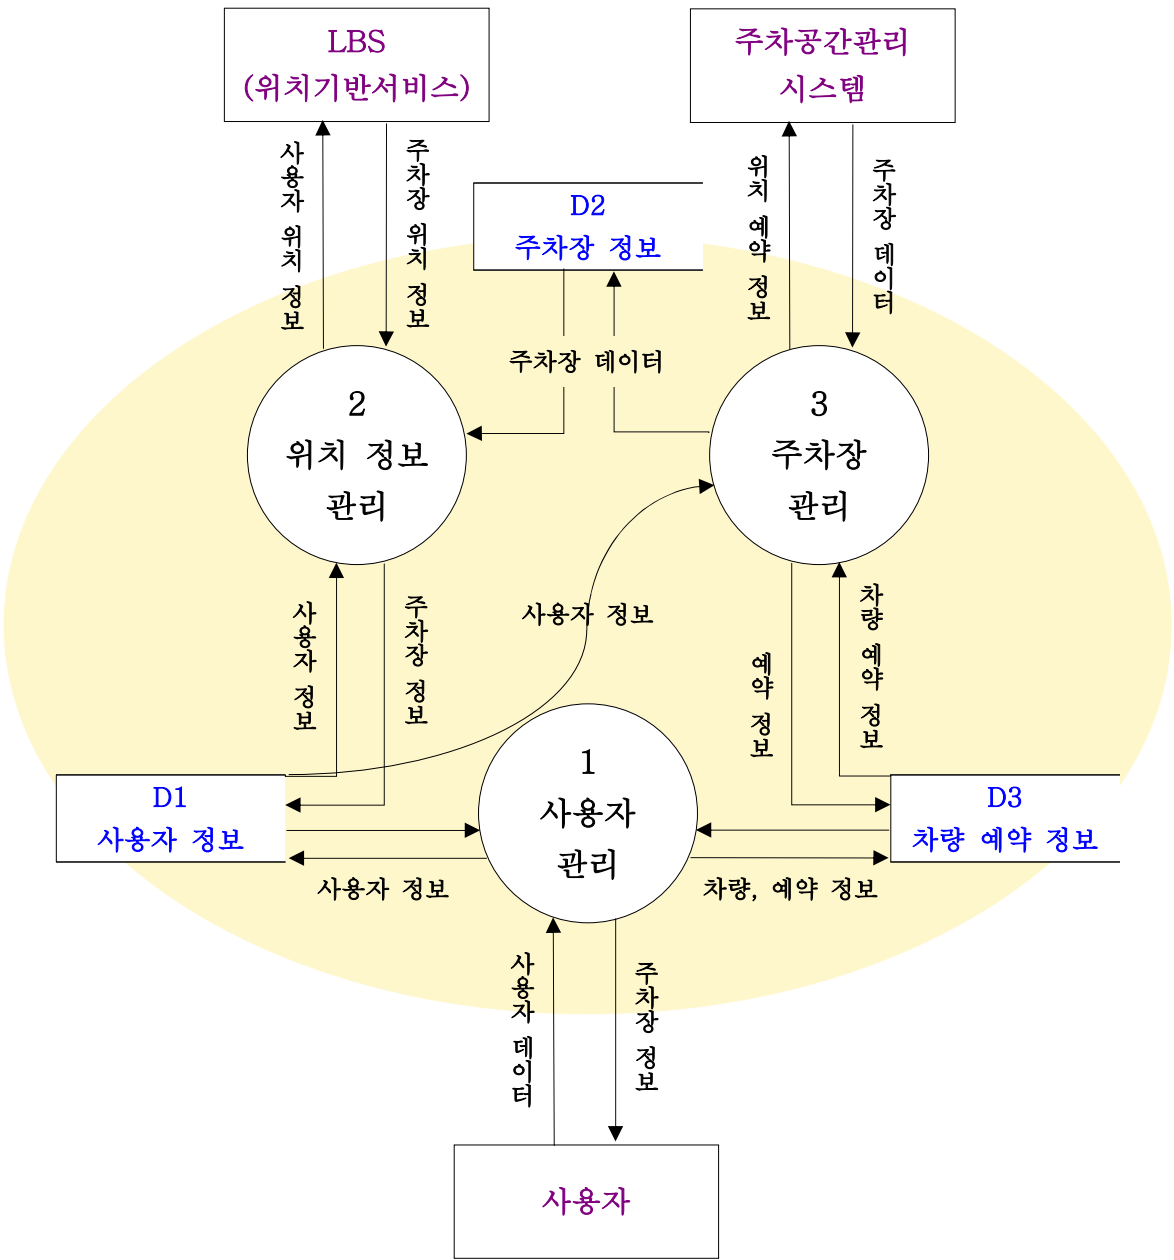 LBS
(위치기반서비스)
주차공간관리
시스템
사용자 위치 정보
주차장 위치 정보
D2
주차장 정보
위치 예약 정보
주차장 데이터
주차장 데이터
2
위치 정보
관리
3
주차장
관리
사용자 정보
사용자 정보
주차장 정보
예약 정보
차량 예약 정보
D1
사용자 정보
1
사용자
관리
D3
차량 예약 정보
사용자 정보
차량, 예약 정보
사용자 데이터
주차장 정보
사용자